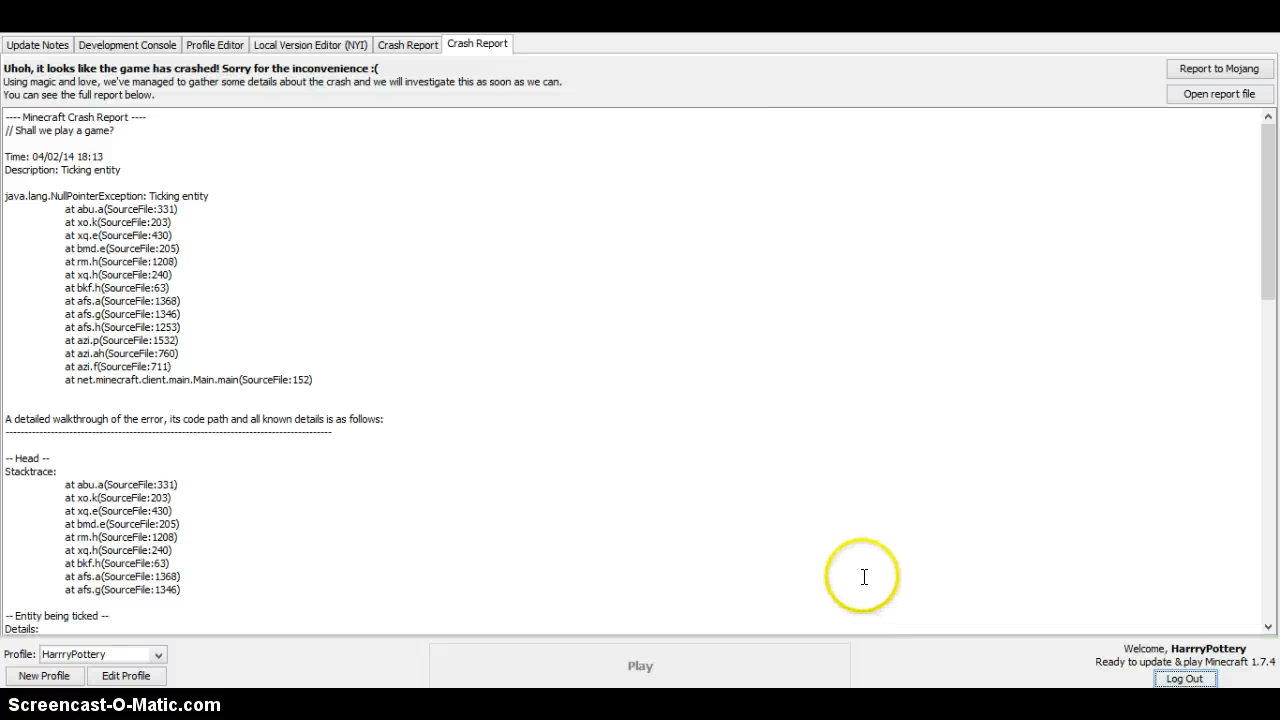 Update Notes Development Console Profile Editor Local Version Editor (NYI) Crash Report Crash Report
Uhoh, it looks like the game has crashed! Sorry for the inconvenience :(
Using magic and love, we've managed to gather some details about the crash and we will investigate this as soon as we can.
You can see the full report below.
Report to Mojang
Open report file
---- Minecraft Crash Report ----
// Shall we play a game?
Time: 04/02/14 18:13
Description: Ticking entity
java.lang.NullPointerException: Ticking entity
at abu.a(SourceFile:331)
at xo.k(SourceFile:203)
at xq.e(SourceFile:430)
at bmd.e(SourceFile:205)
at rm.h(SourceFile:1208)
at xq.h(SourceFile:240)
at bkf.h(SourceFile:63)
at afs.a(SourceFile:1368)
at afs.g(SourceFile:1346)
at afs.h(SourceFile:1253)
at azi.p(SourceFile:1532)
at azi.ah(SourceFile:760)
at azi.f(SourceFile:711)
at net.minecraft.client.main.Main.main(SourceFile:152)
A detailed walkthrough of the error, its code path and all known details is as follows:
---------------------------------------------------------------------------------------
-- Head --
Stacktrace:
at abu.a(SourceFile:331)
at xo.k(SourceFile:203)
at xq.e(SourceFile:430)
at bmd.e(SourceFile:205)
at rm.h(SourceFile:1208)
at xq.h(SourceFile:240)
at bkf.h(SourceFile:63)
at afs.a(SourceFile:1368)
at afs.g(SourceFile:1346)
-- Entity being ticked --
Details:
Profile: HarrryPottery
New Profile Edit Profile
Play
Welcome, HarrryPottery
Ready to update & play Minecraft 1.7.4
Log Out
Screencast-O-Matic.com